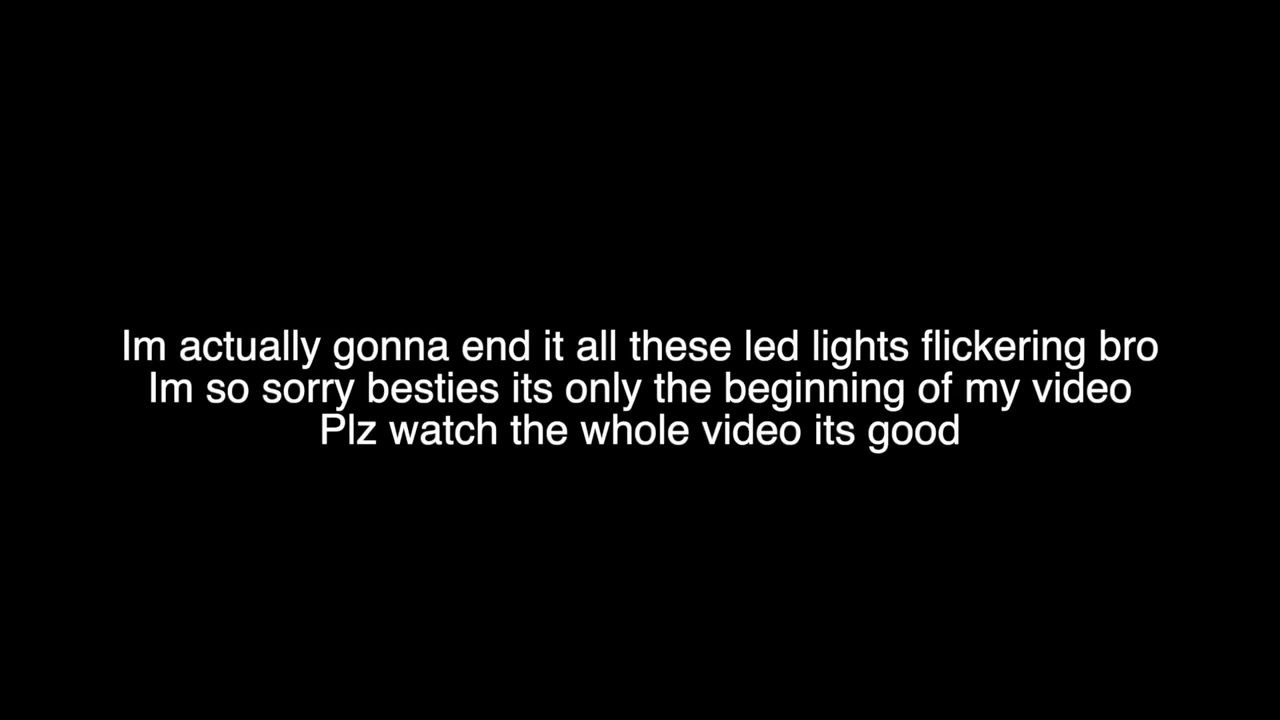 Im actually gonna end it all these led lights flickering bro
Im so sorry besties its only the beginning of my video
Plz watch the whole video its good